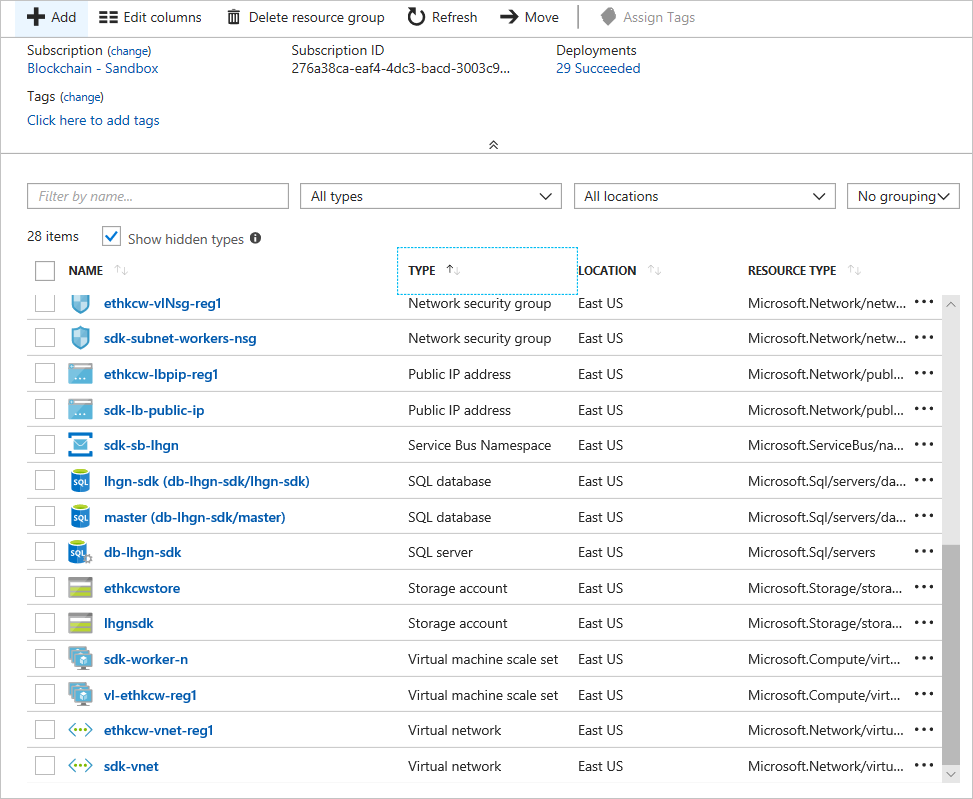 Add Edit columns Delete resource group Refresh Move Assign Tags
Subscription (change) Subscription ID Deployments
Blockchain - Sandbox 276a38ca-eaf4-4dc3-bacd-3003c9... 29 Succeeded
Tags (change)
Click here to add tags
Filter by name... All types All locations No grouping
28 items Show hidden types
NAME TYPE LOCATION RESOURCE TYPE
ethkcw-vlNsg-reg1 Network security group East US Microsoft.Network/netw...
sdk-subnet-workers-nsg Network security group East US Microsoft.Network/netw...
ethkcw-lbpip-reg1 Public IP address East US Microsoft.Network/publ...
sdk-lb-public-ip Public IP address East US Microsoft.Network/publ...
sdk-sb-lhgn Service Bus Namespace East US Microsoft.ServiceBus/na...
SQL lhgn-sdk (db-lhgn-sdk/lhgn-sdk) SQL database East US Microsoft.Sql/servers/da...
SQL master (db-lhgn-sdk/master) SQL database East US Microsoft.Sql/servers/da...
SQL db-lhgn-sdk SQL server East US Microsoft.Sql/servers
ethkcwstore Storage account East US Microsoft.Storage/stora...
lhgnsdk Storage account East US Microsoft.Storage/stora...
sdk-worker-n Virtual machine scale set East US Microsoft.Compute/virt...
vl-ethkcw-reg1 Virtual machine scale set East US Microsoft.Compute/virt...
ethkcw-vnet-reg1 Virtual network East US Microsoft.Network/virtu...
sdk-vnet Virtual network East US Microsoft.Network/virtu...